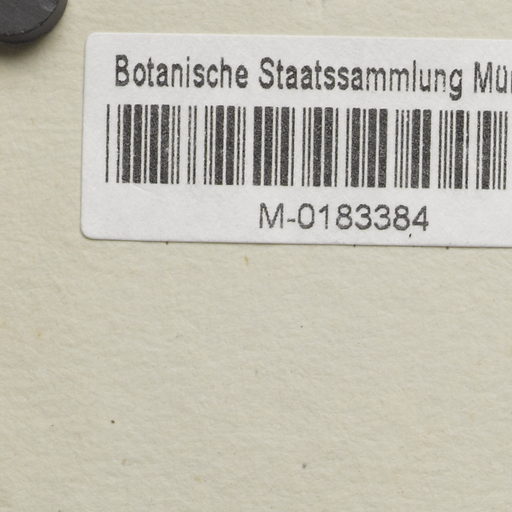 Botanische Staatssammlung Mün
M-0183384